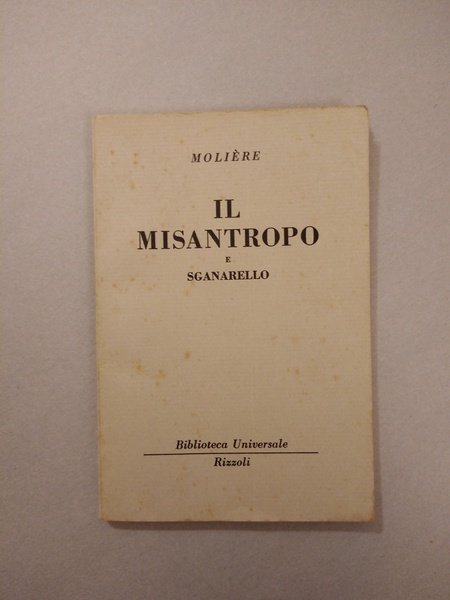 MOLIÈRE
IL
MISANTROPO
E
SGANARELLO
Biblioteca Universale
Rizzoli